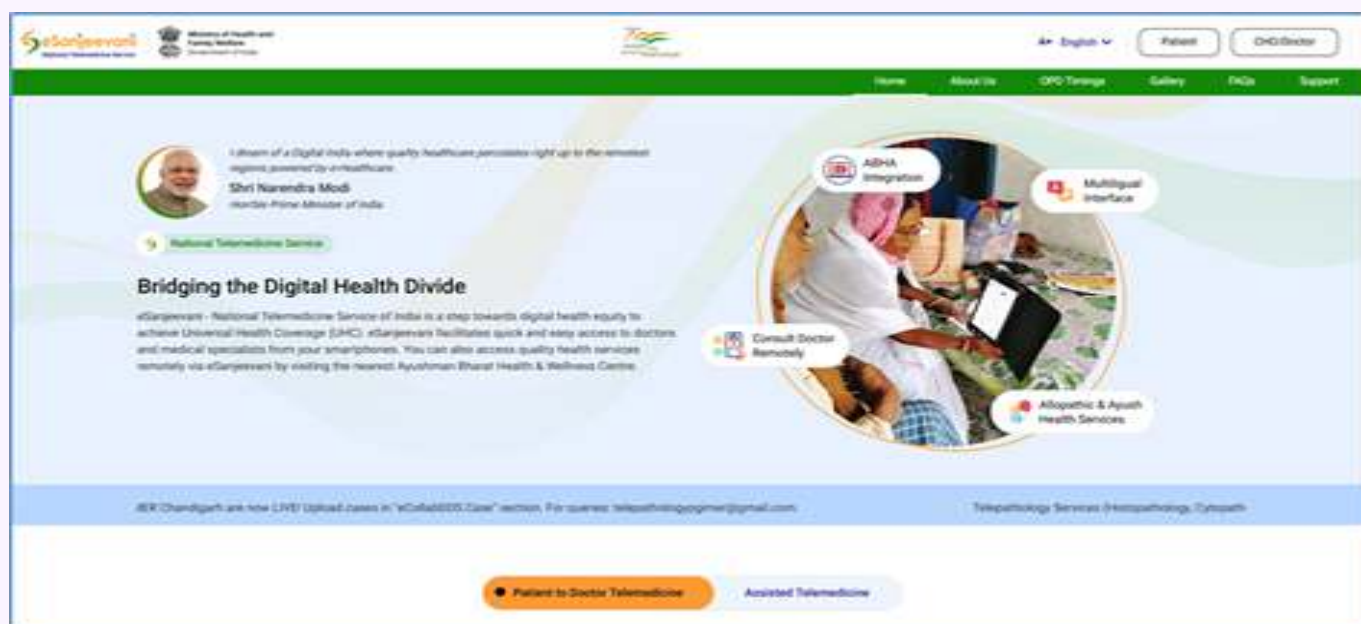 eSanjeevani
National Telemedicine Service
Ministry of Health and
Family Welfare
Government of India
A+ English
Patient
CHO/Doctor
Home
About Us
OPD Timings
Gallery
FAQs
Support
I dream of a Digital India where quality healthcare percolates right up to the remotest
regions powered by e-Healthcare.
Shri Narendra Modi
Hon'ble Prime Minister of India
National Telemedicine Service
Bridging the Digital Health Divide
eSanjeevani - National Telemedicine Service of India is a step towards digital health equity to
achieve Universal Health Coverage (UHC). eSanjeevani facilitates quick and easy access to doctors
and medical specialists from your smartphones. You can also access quality health services
remotely via eSanjeevani by visiting the nearest Ayushman Bharat Health & Wellness Centre.
ABHA
Integration
Multiligual
Interface
Consult Doctor
Remotely
Allopathic & Ayush
Health Services
Chandigarh are now LIVE! Upload cases in "eCollabDDS Case" section. For queries: telepathologypgimer@gmail.com
Telepathology Services (Histopathology, Cytopath
Patient to Doctor Telemedicine
Assisted Telemedicine